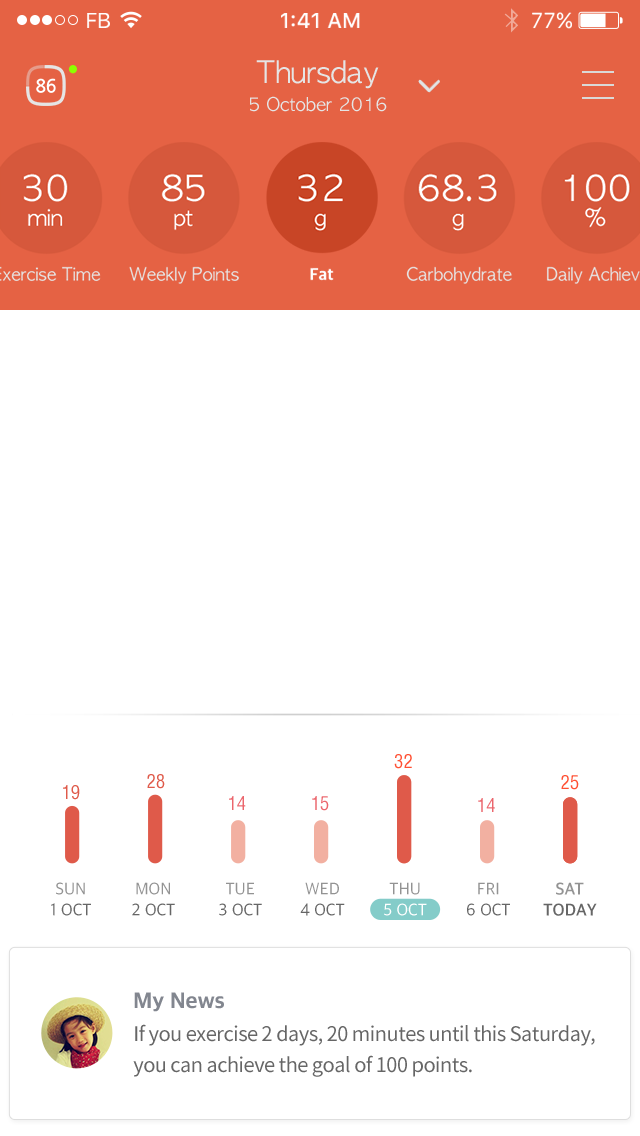 FB 1:41 AM 77%
86
Thursday
5 October 2016
30 85 32 68.3 100
min pt g g %
xercise Time Weekly Points Fat Carbohydrate Daily Achiev
19 28 14 15 32 14 25
SUN MON TUE WED THU FRI SAT
1 OCT 2 OCT 3 OCT 4 OCT 5 OCT 6 OCT TODAY
My News
If you exercise 2 days, 20 minutes until this Saturday,
you can achieve the goal of 100 points.